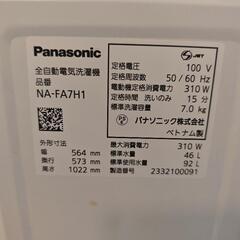 Panasonic
全自動電気洗濯機
品番
NA-FA7H1
外形寸法
幅 564 mm
奥行 573 mm
高さ 1022 mm
JET
定格電圧 100 V
定格周波数 50/60 Hz
電動機定格消費電力 310 W
定格時間 洗いのみ 15 分
標準洗濯容量 7.0 kg
パナソニック株式会社
ベトナム製
最大消費電力 310 W
標準水量 46 L
標準使用水量 92 L
2332100091